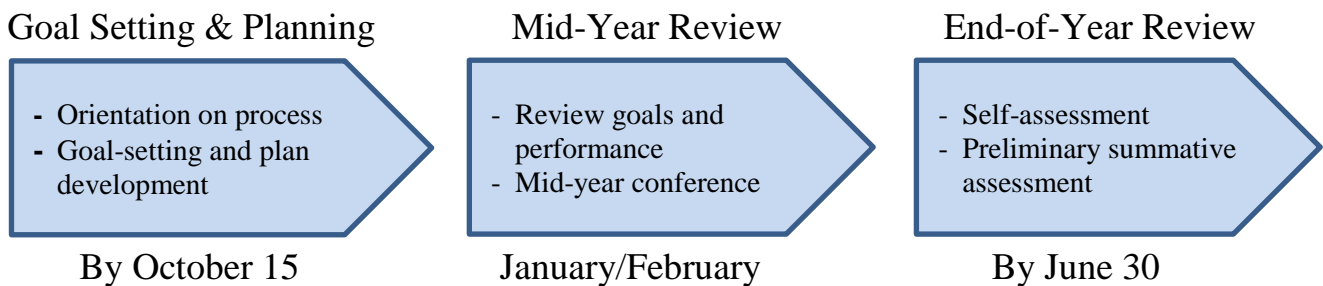 Goal Setting & Planning
- Orientation on process
- Goal-setting and plan
development
By October 15
Mid-Year Review
- Review goals and
performance
- Mid-year conference
January/February
End-of-Year Review
- Self-assessment
- Preliminary summative
assessment
By June 30